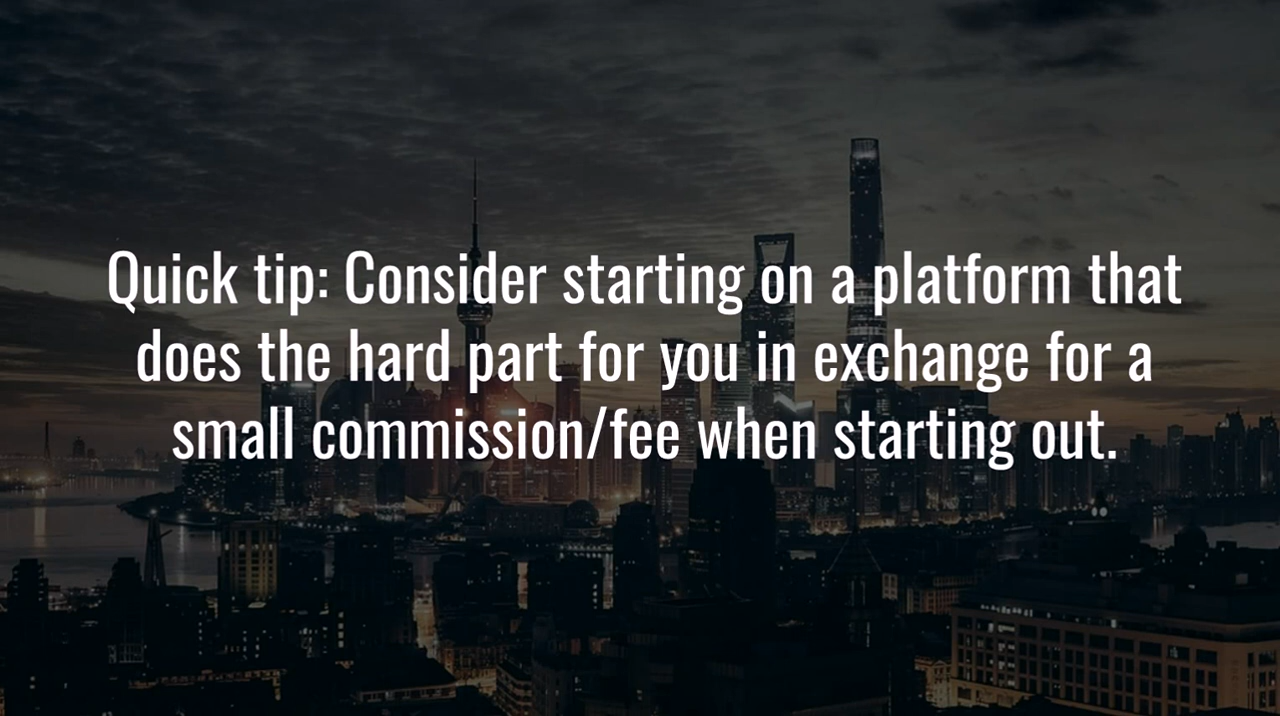 Quick tip: Consider starting on a platform that
does the hard part for you in exchange for a
small commission/fee when starting out.